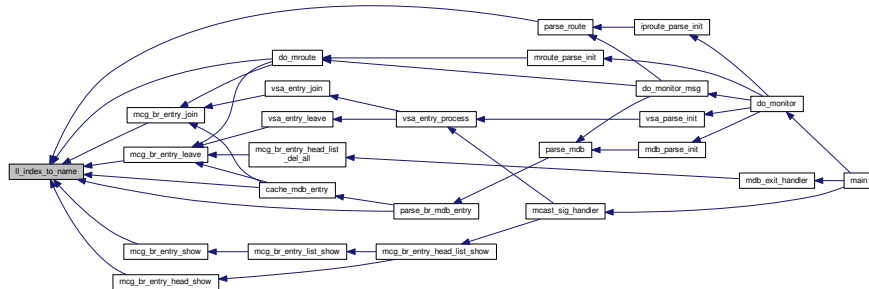 parse_route
iproute_parse_init
do_mroute
mroute_parse_init
vsa_entry_join
do_monitor_msg
do_monitor
mcg_br_entry_join
vsa_entry_leave
vsa_entry_process
vsa_parse_init
mcg_br_entry_leave
mcg_br_entry_head_list
_del_all
parse_mdb
mdb_parse_init
ll_index_to_name
cache_mdb_entry
mdb_exit_handler
main
parse_br_mdb_entry
mcast_sig_handler
mcg_br_entry_show
mcg_br_entry_list_show
mcg_br_entry_head_list_show
mcg_br_entry_head_show